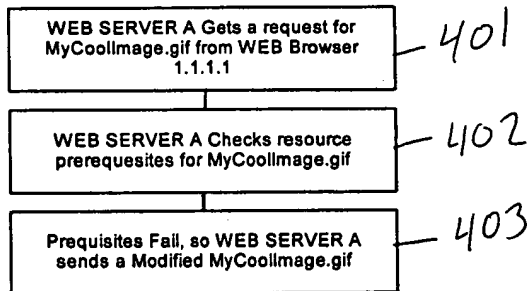 WEB SERVER A Gets a request for
MyCoolImage.gif from WEB Browser
1.1.1.1
401
WEB SERVER A Checks resource
prerequesites for MyCoolImage.gif
402
Prequisites Fail, so WEB SERVER A
sends a Modified MyCoolImage.gif
403